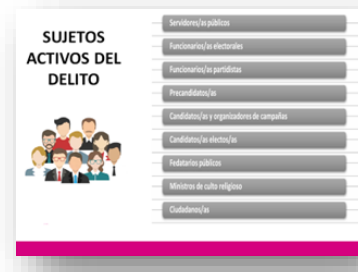 SUJETOS
ACTIVOS DEL
DELITO
Servidores/as públicos
Funcionarios/as electorales
Funcionarios/as partidistas
Precandidatos/as
Candidatos/as y organizadores de campañas
Candidatos/as electos/as
Fedatarios públicos
Ministros de culto religioso
Ciudadanos/as